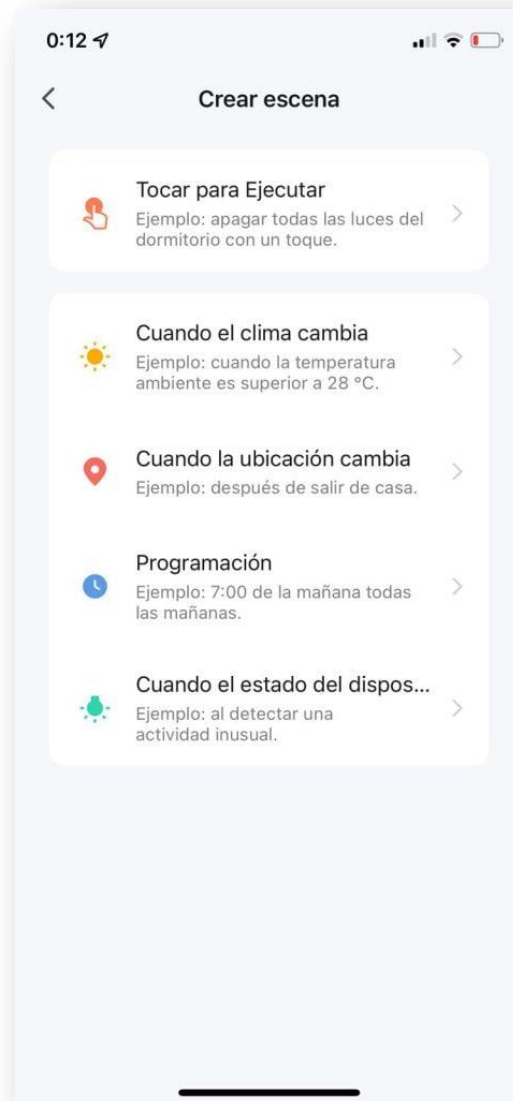 0:12
Crear escena
Tocar para Ejecutar
Ejemplo: apagar todas las luces del
dormitorio con un toque.
Cuando el clima cambia
Ejemplo: cuando la temperatura
ambiente es superior a 28 °C.
Cuando la ubicación cambia
Ejemplo: después de salir de casa.
Programación
Ejemplo: 7:00 de la mañana todas
las mañanas.
Cuando el estado del dispos...
Ejemplo: al detectar una
actividad inusual.